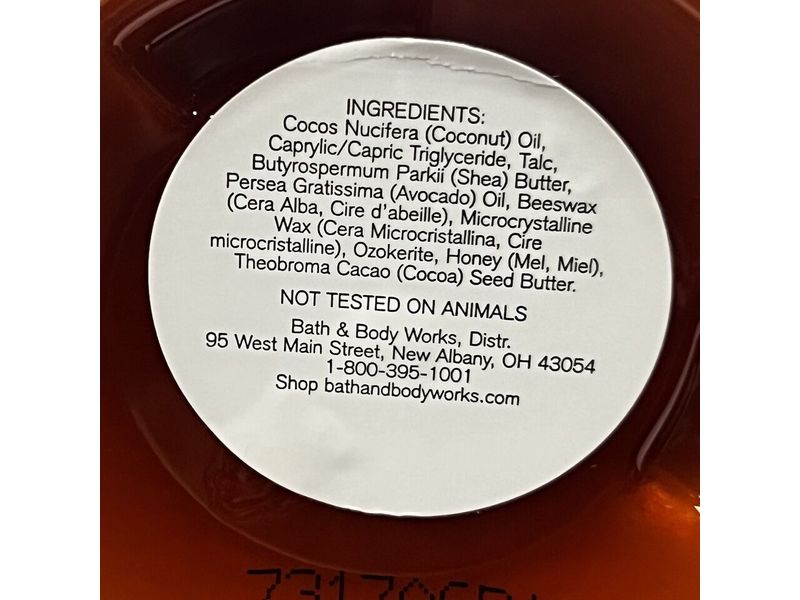 INGREDIENTS:
Cocos Nucifera (Coconut) Oil,
Caprylic/Capric Triglyceride, Talc,
Butyrospermum Parkii (Shea) Butter,
Persea Gratissima (Avocado) Oil, Beeswax
(Cera Alba, Cire d'abeille), Microcrystalline
Wax (Cera Microcristallina, Cire
microcristalline), Ozokerite, Honey (Mel, Miel),
Theobroma Cacao (Cocoa) Seed Butter.
NOT TESTED ON ANIMALS
Bath & Body Works, Distr.
95 West Main Street, New Albany, OH 43054
1-800-395-1001
Shop bathandbodyworks.com